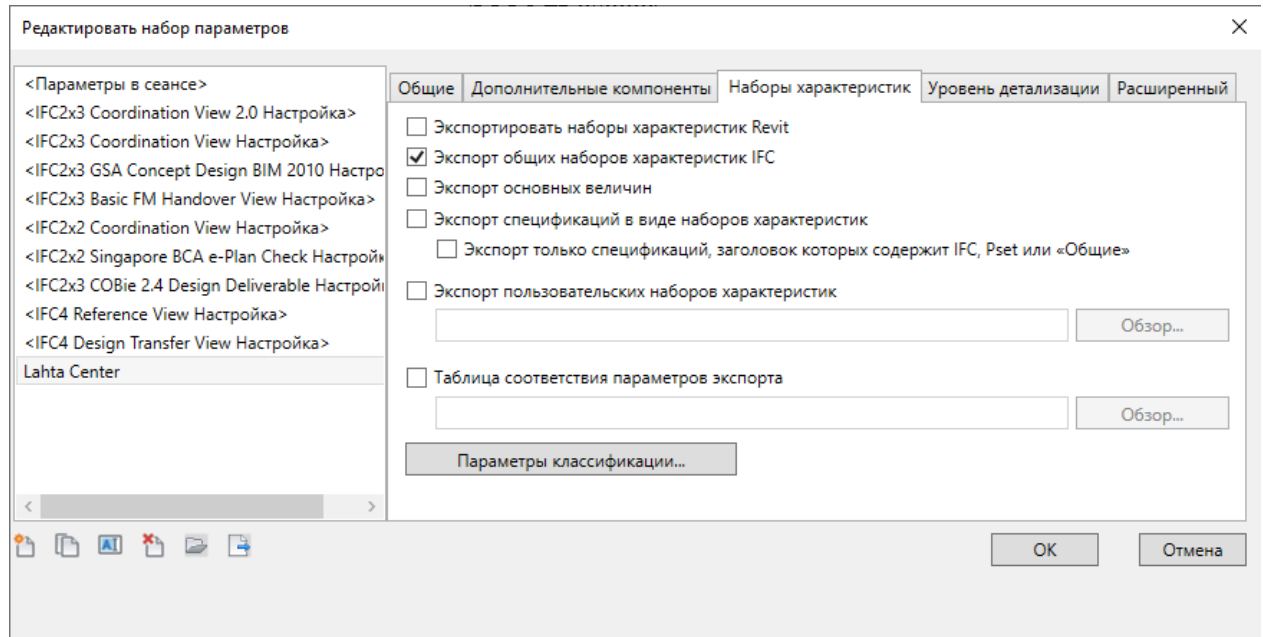 Редактировать набор параметров
<Параметры в сеансе>
<IFC2x3 Coordination View 2.0 Настройка>
<IFC2x3 Coordination View Настройка>
<IFC2x3 GSA Concept Design BIM 2010 Настро
<IFC2x3 Basic FM Handover View Настройка>
<IFC2x2 Coordination View Настройка>
<IFC2x2 Singapore BCA e-Plan Check Настрой
<IFC2x3 COBie 2.4 Design Deliverable Настрой
<IFC4 Reference View Настройка>
<IFC4 Design Transfer View Настройка>
Lahta Center
Общие Дополнительные компоненты Наборы характеристик Уровень детализации Расширенный
Экспортировать наборы характеристик Revit
Экспорт общих наборов характеристик IFC
Экспорт основных величин
Экспорт спецификаций в виде наборов характеристик
Экспорт только спецификаций, заголовок которых содержит IFC, Pset или «Общие»
Экспорт пользовательских наборов характеристик
Обзор...
Таблица соответствия параметров экспорта
Обзор...
Параметры классификации...
OK Отмена